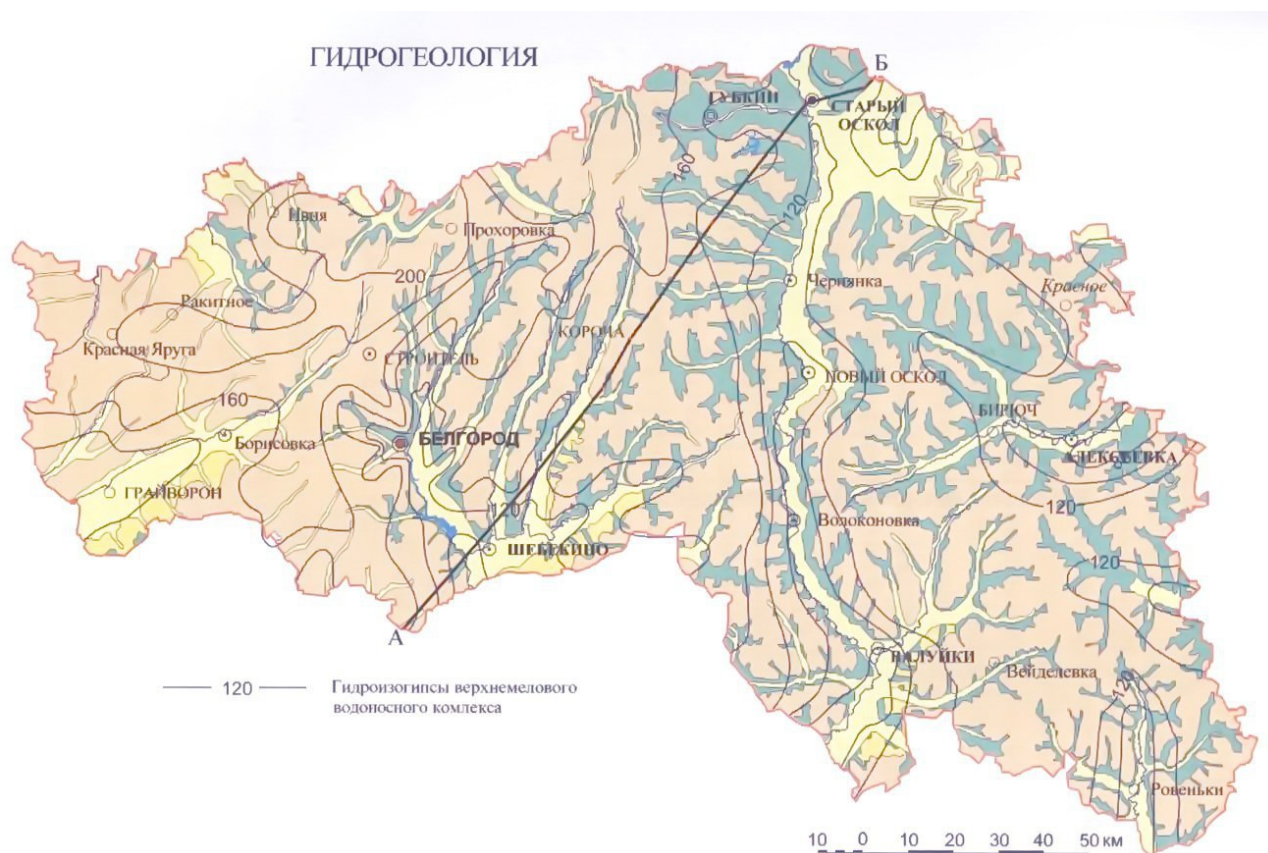 ГИДРОГЕОЛОГИЯ
Б
ГУБКИН
СТАРЫЙ
ОСКОЛ
160
120
Ивня
Прохоровка
200
Чернянка
Красное
Ракитное
КОРОЧА
Красная Яруга
СТРОИТЕЛЬ
НОВЫЙ ОСКОЛ
160
БИРЮЧ
Борисовка
БЕЛГОРОД
АЛЕКСЕЕВКА
ГРАЙВОРОН
120
120
Волоконовка
ШЕБЕКИНО
120
А
ВАЛУЙКИ
Вейделевка
120
120
Гидроизогипсы верхнемелового
водоносного комлекса
Ровеньки
10 0 10 20 30 40 50 км